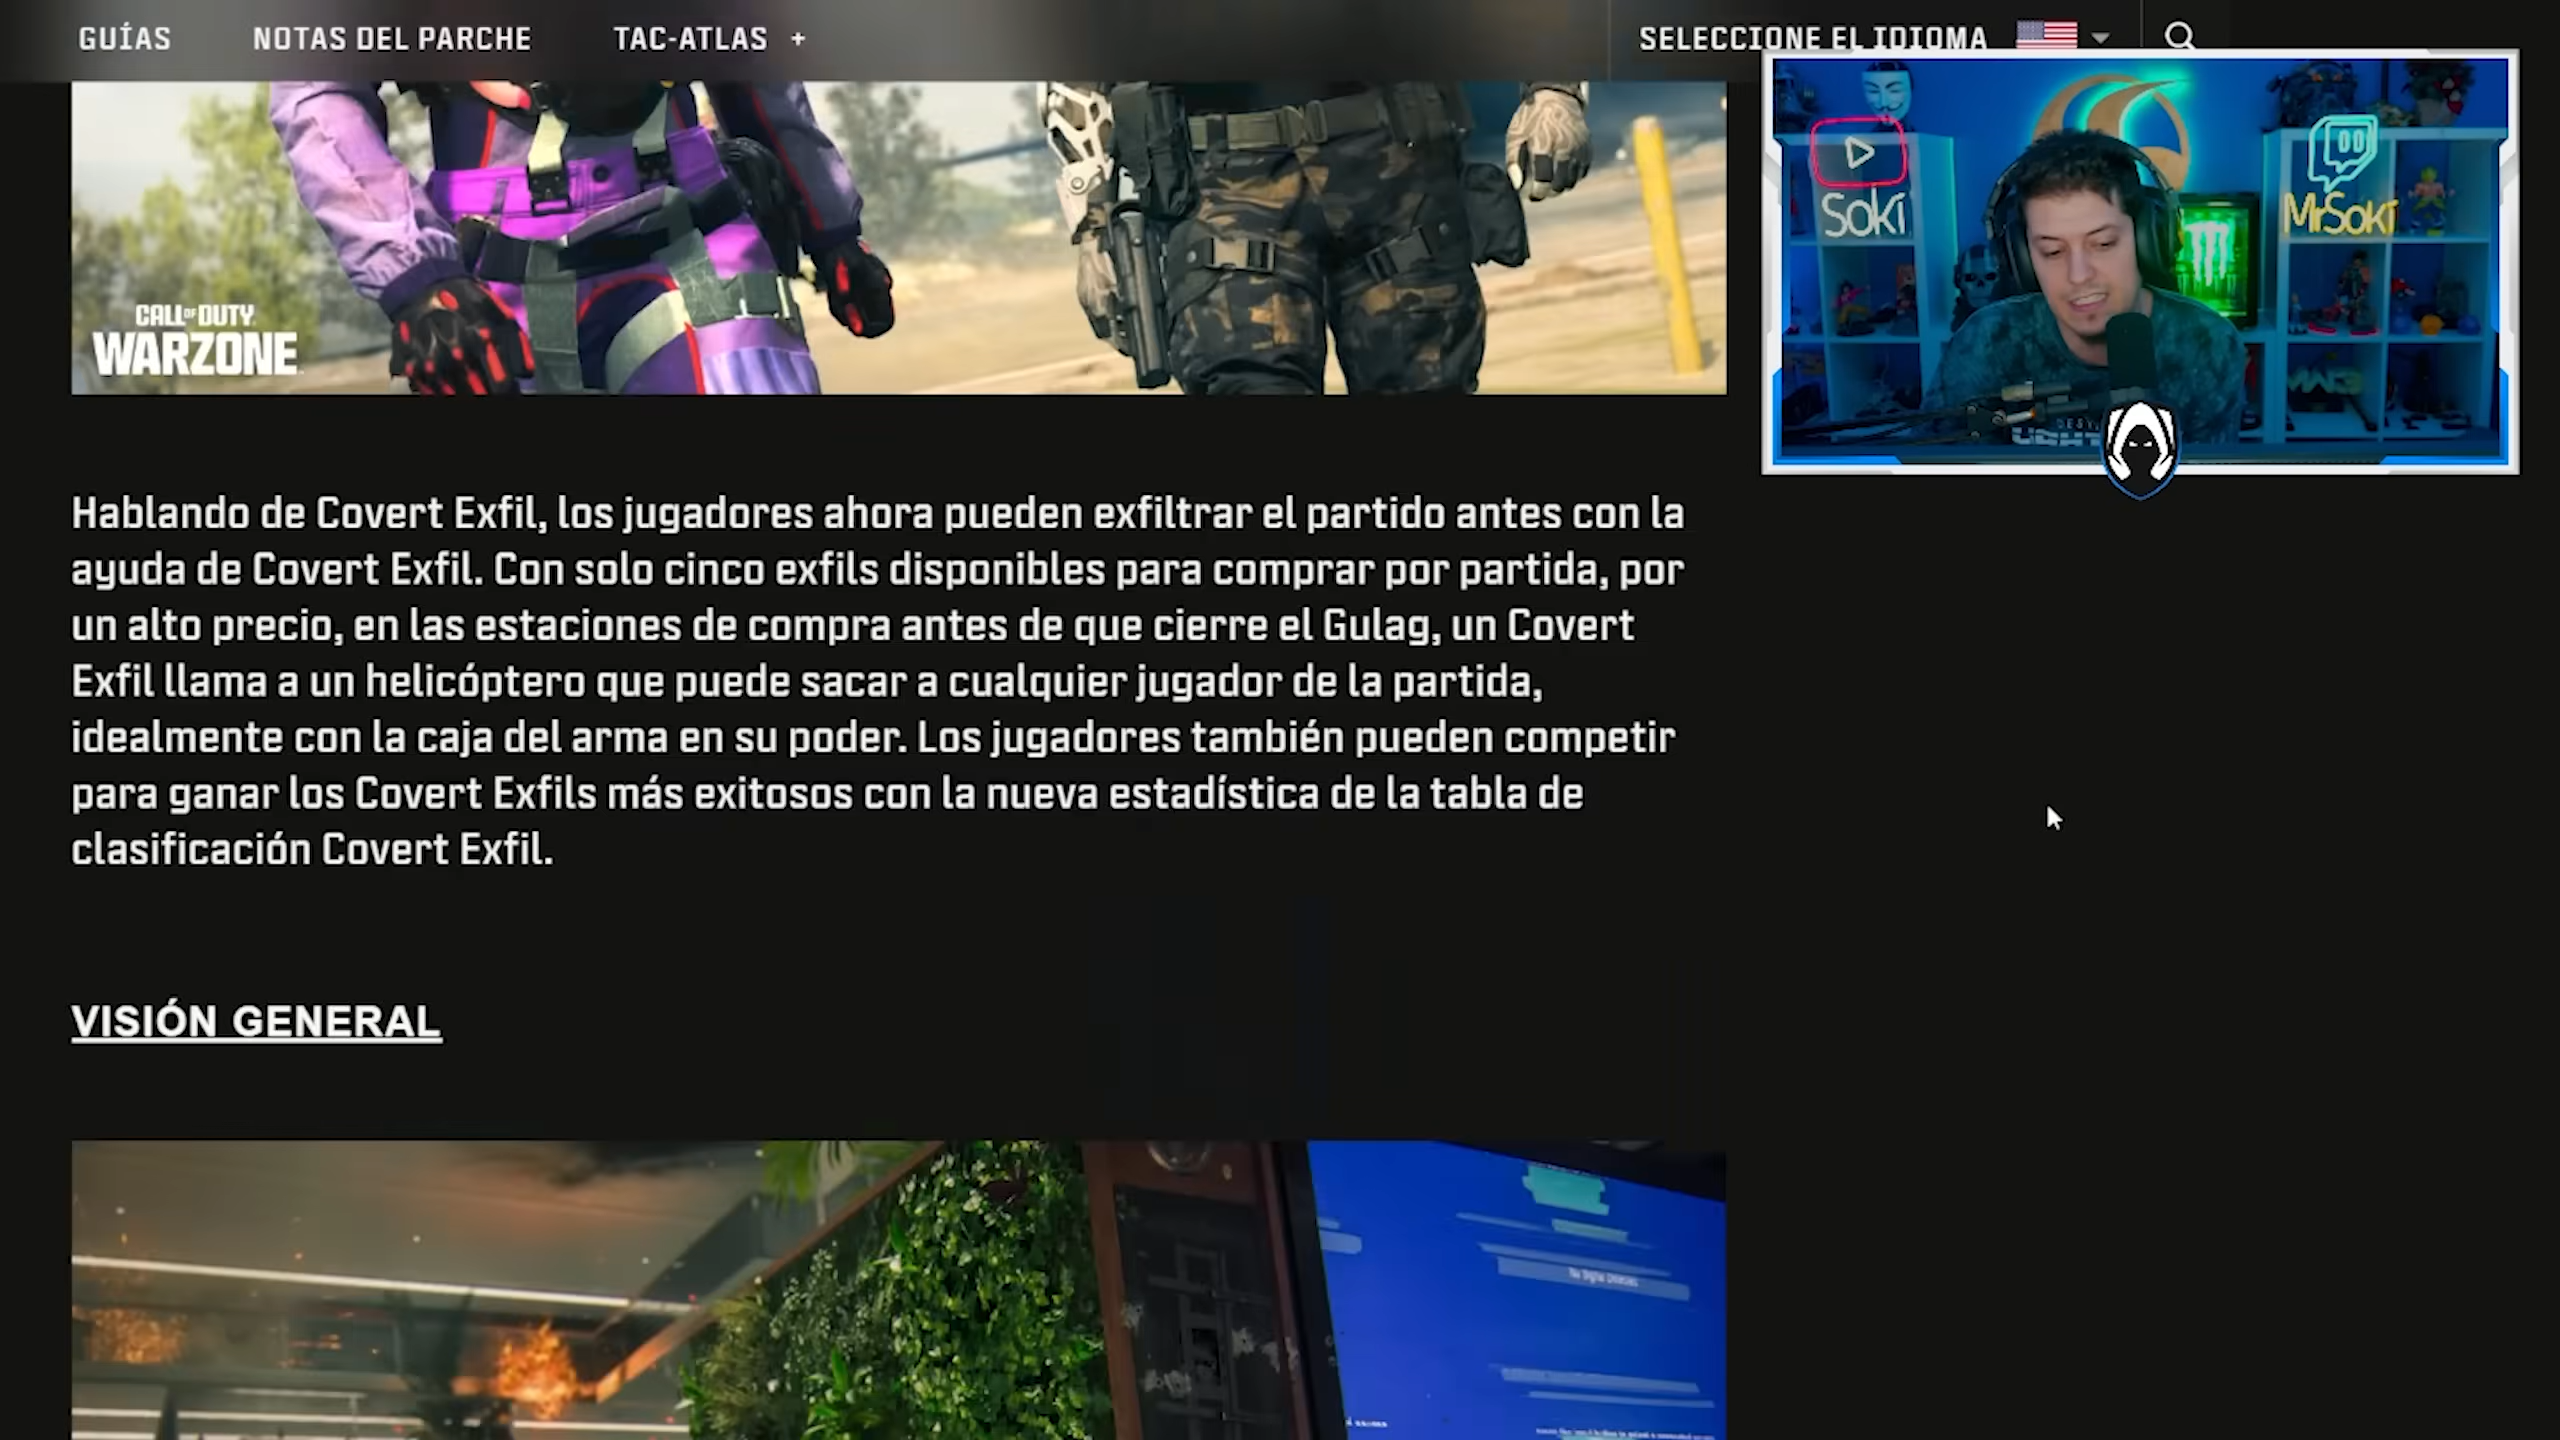 GUÍAS
NOTAS DEL PARCHE
TAC-ATLAS +
SELECCIONE EL IDIOMA
Soki
MrSoki
CALL OF DUTY
WARZONE
Hablando de Covert Exfil, los jugadores ahora pueden exfiltrar el partido antes con la
ayuda de Covert Exfil. Con solo cinco exfils disponibles para comprar por partida, por
un alto precio, en las estaciones de compra antes de que cierre el Gulag, un Covert
Exfil llama a un helicóptero que puede sacar a cualquier jugador de la partida,
idealmente con la caja del arma en su poder. Los jugadores también pueden competir
para ganar los Covert Exfils más exitosos con la nueva estadística de la tabla de
clasificación Covert Exfil.
VISIÓN GENERAL